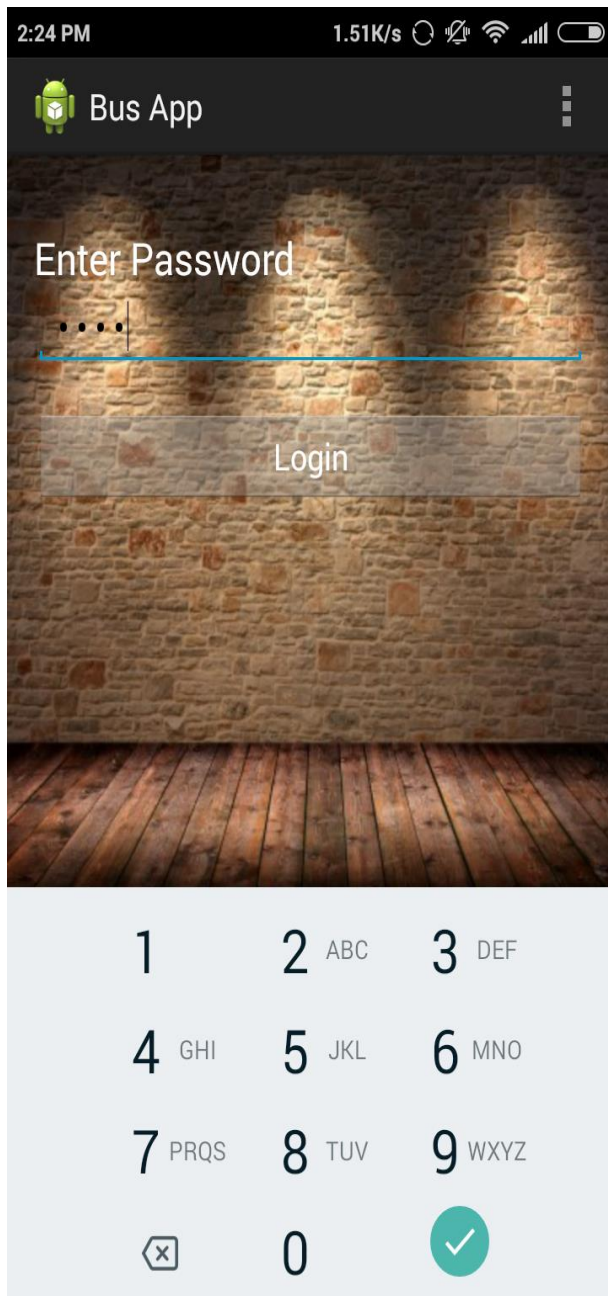 2:24 PM 1.51K/s
Bus App
Enter Password
Login
1 2 ABC 3 DEF
4 GHI 5 JKL 6 MNO
7 PRQS 8 TUV 9 WXYZ
0